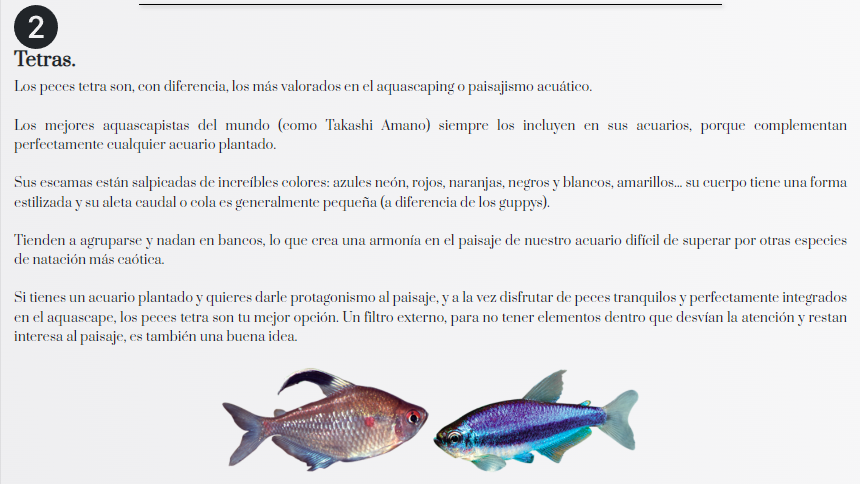 2
Tetras.
Los peces tetra son, con diferencia, los más valorados en el aquascaping o paisajismo acuático.
Los mejores aquascapistas del mundo (como Takashi Amano) siempre los incluyen en sus acuarios, porque complementan
perfectamente cualquier acuario plantado.
Sus escamas están salpicadas de increíbles colores: azules neón, rojos, naranjas, negros y blancos, amarillos... su cuerpo tiene una forma
estilizada y su aleta caudal o cola es generalmente pequeña (a diferencia de los guppys).
Tienden a agruparse y nadan en bancos, lo que crea una armonía en el paisaje de nuestro acuario difícil de superar por otras especies
de natación más caótica.
Si tienes un acuario plantado y quieres darle protagonismo al paisaje, y a la vez disfrutar de peces tranquilos y perfectamente integrados
en el aquascape, los peces tetra son tu mejor opción. Un filtro externo, para no tener elementos dentro que desvían la atención y restan
interesa al paisaje, es también una buena idea.